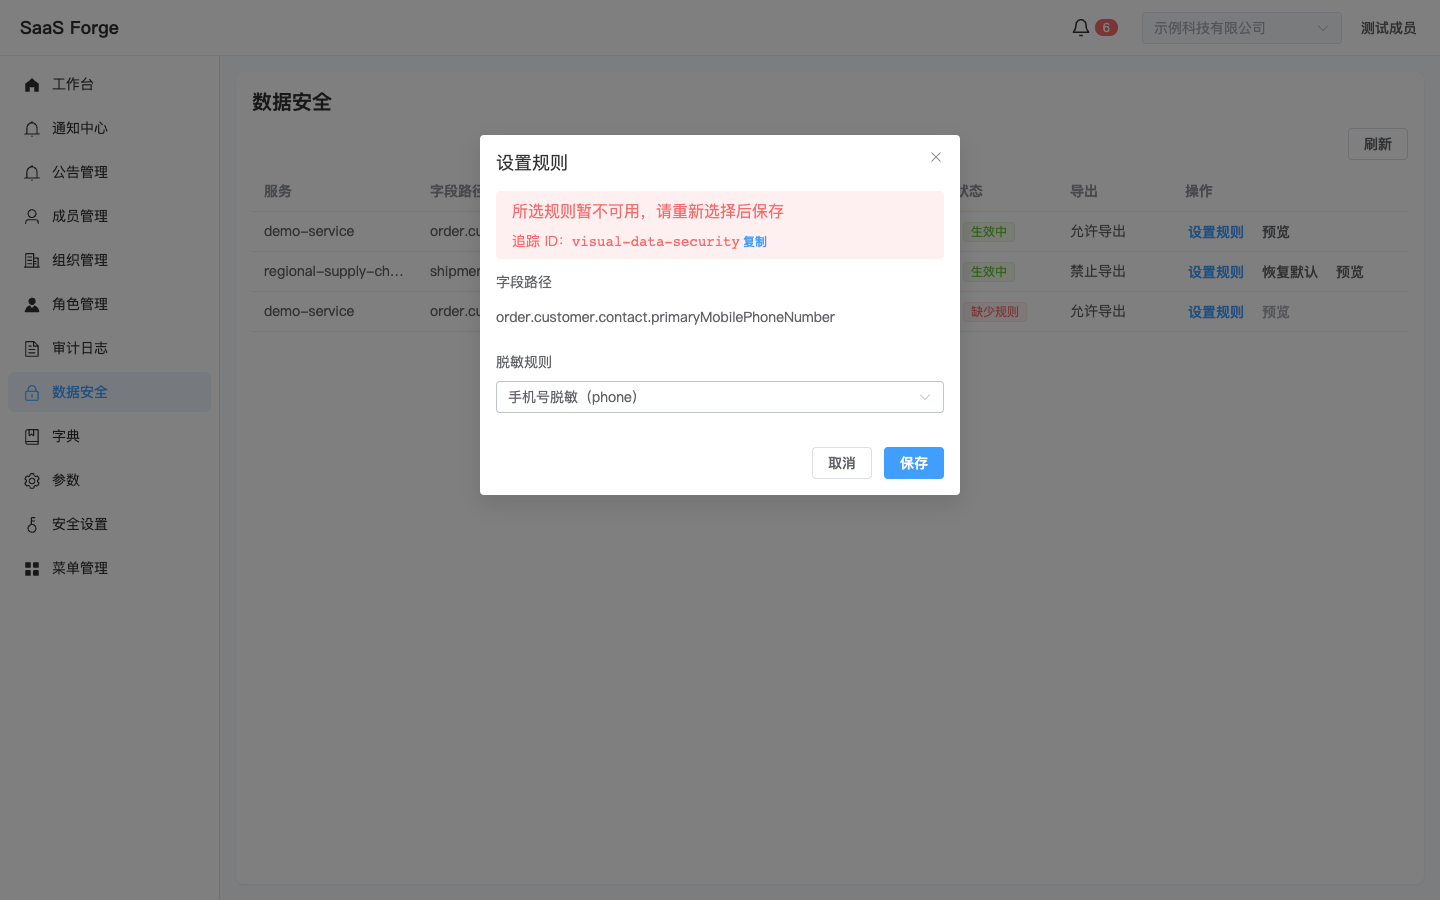 SaaS Forge
6
示例科技有限公司
测试成员
工作台
通知中心
公告管理
成员管理
组织管理
角色管理
审计日志
数据安全
字典
参数
安全设置
菜单管理
数据安全
刷新
服务 字段路径 状态 导出 操作
demo-service order.cu 生效中 允许导出 设置规则 预览
regional-supply-ch... shipmen 生效中 禁止导出 设置规则 恢复默认 预览
demo-service order.cu 缺少规则 允许导出 设置规则 预览
设置规则
所选规则暂不可用，请重新选择后保存
追踪 ID：visual-data-security 复制
字段路径
order.customer.contact.primaryMobilePhoneNumber
脱敏规则
手机号脱敏（phone）
取消 保存